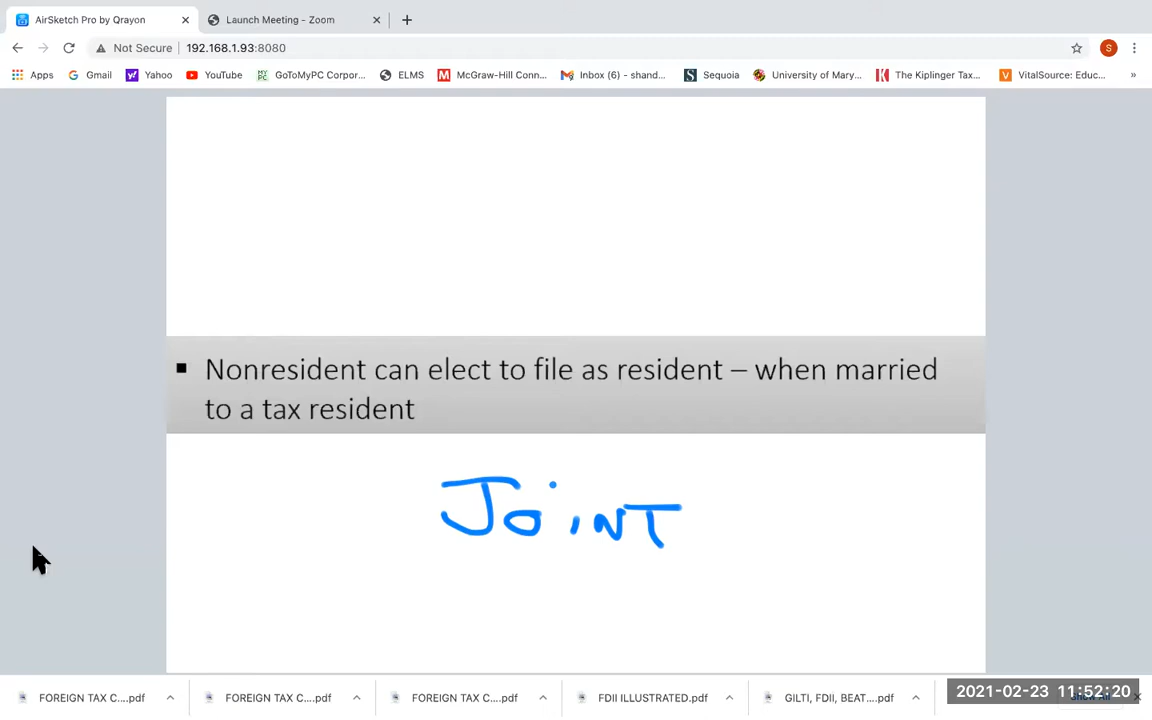 AirSketch Pro by Qrayon
Launch Meeting - Zoom
Not Secure
192.168.1.93:8080
S
Apps
Gmail
Yahoo
YouTube
GoToMyPC Corpor...
ELMS
McGraw-Hill Conn...
Inbox (6) - shand...
Sequoia
University of Mary...
The Kiplinger Tax...
VitalSource: Educ...
»
Nonresident can elect to file as resident – when married
to a tax resident
JOiNT
FOREIGN TAX C....pdf
FOREIGN TAX C....pdf
FOREIGN TAX C....pdf
FDII ILLUSTRATED.pdf
GILTI, FDII, BEAT....pdf
2021-02-23 11:52:20